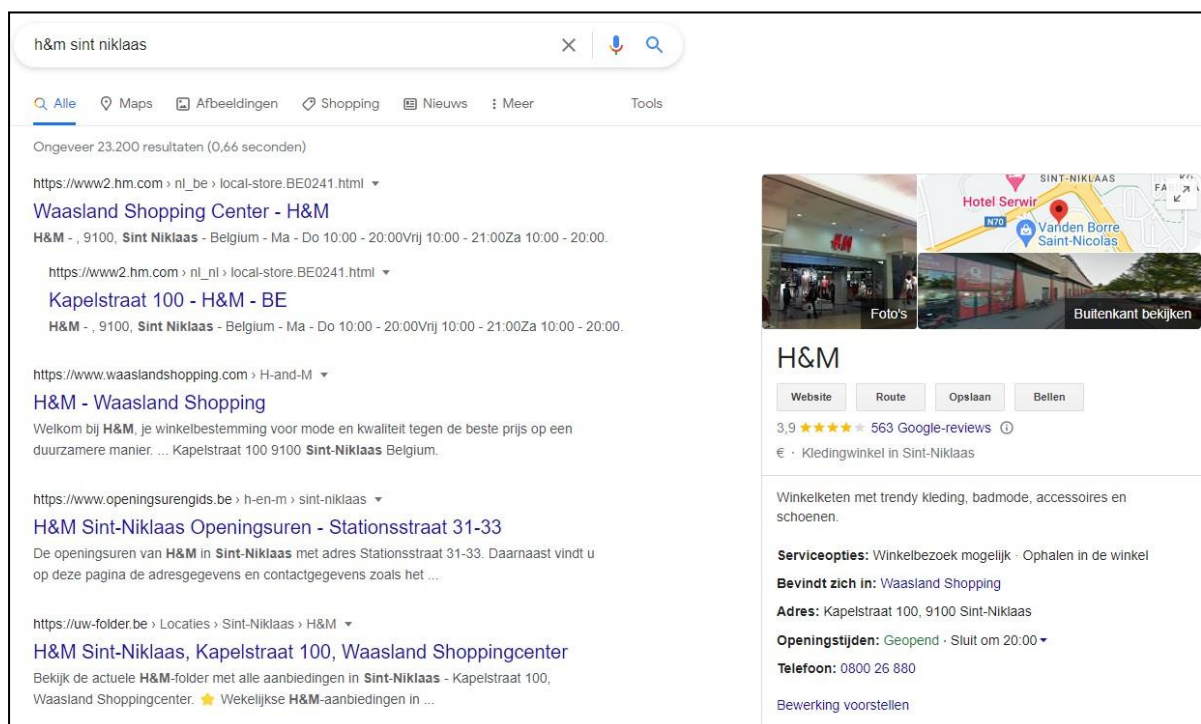 h&m sint niklaas
Alle Maps Afbeeldingen Shopping Nieuws Meer Tools
Ongeveer 23.200 resultaten (0,66 seconden)
https://www2.hm.com › nl_be › local-store.BE0241.html
Waasland Shopping Center - H&M
H&M - , 9100, Sint Niklaas - Belgium - Ma - Do 10:00 - 20:00Vrij 10:00 - 21:00Za 10:00 - 20:00.
https://www2.hm.com › nl_nl › local-store.BE0241.html
Kapelstraat 100 - H&M - BE
H&M - , 9100, Sint Niklaas - Belgium - Ma - Do 10:00 - 20:00Vrij 10:00 - 21:00Za 10:00 - 20:00.
https://www.waaslandshopping.com › H-and-M
H&M - Waasland Shopping
Welkom bij H&M, je winkelbestemming voor mode en kwaliteit tegen de beste prijs op een
duurzamere manier. ... Kapelstraat 100 9100 Sint-Niklaas Belgium.
https://www.openingsurengids.be › h-en-m › sint-niklaas
H&M Sint-Niklaas Openingsuren - Stationsstraat 31-33
De openingsuren van H&M in Sint-Niklaas met adres Stationsstraat 31-33. Daarnaast vindt u
op deze pagina de adresgegevens en contactgegevens zoals het ...
https://uw-folder.be › Locaties › Sint-Niklaas › H&M
H&M Sint-Niklaas, Kapelstraat 100, Waasland Shoppingcenter
Bekijk de actuele H&M-folder met alle aanbiedingen in Sint-Niklaas - Kapelstraat 100,
Waasland Shoppingcenter. ⭐ Wekelijkse H&M-aanbiedingen in ...
H&M
Foto's
SINT-NIKLAAS
Hotel Serwir
N70
Vanden Borre
Saint-Nicolas
Buitenkant bekijken
H&M
Website Route Opslaan Bellen
3,9 ★★★★★ 563 Google-reviews
€ · Kledingwinkel in Sint-Niklaas
Winkelketen met trendy kleding, badmode, accessoires en
schoenen.
Serviceopties: Winkelbezoek mogelijk · Ophalen in de winkel
Bevindt zich in: Waasland Shopping
Adres: Kapelstraat 100, 9100 Sint-Niklaas
Openingstijden: Geopend · Sluit om 20:00
Telefoon: 0800 26 880
Bewerking voorstellen